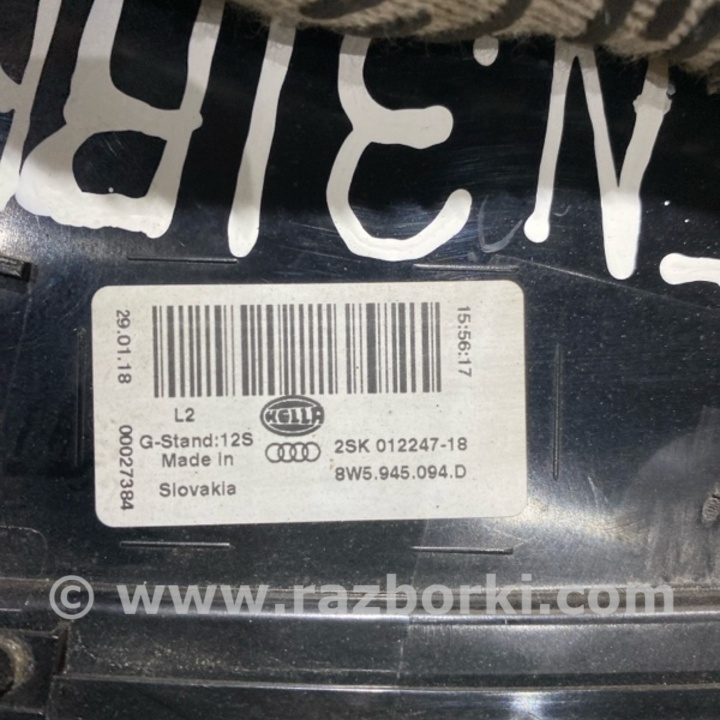 29.01.18
00027384
15:56:17
L2
HELLA
G-Stand:12S
2SK 012247-18
Made in
8W5.945.094.D
Slovakia
© www.razborki.com